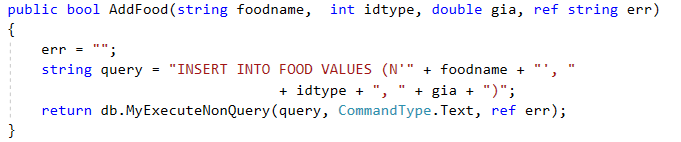 public bool AddFood(string foodname,  int idtype, double gia, ref string err)
{
    err = "";
    string query = "INSERT INTO FOOD VALUES (N'" + foodname + "', "
                                  + idtype + ", " + gia + ")";
    return db.MyExecuteNonQuery(query, CommandType.Text, ref err);
}